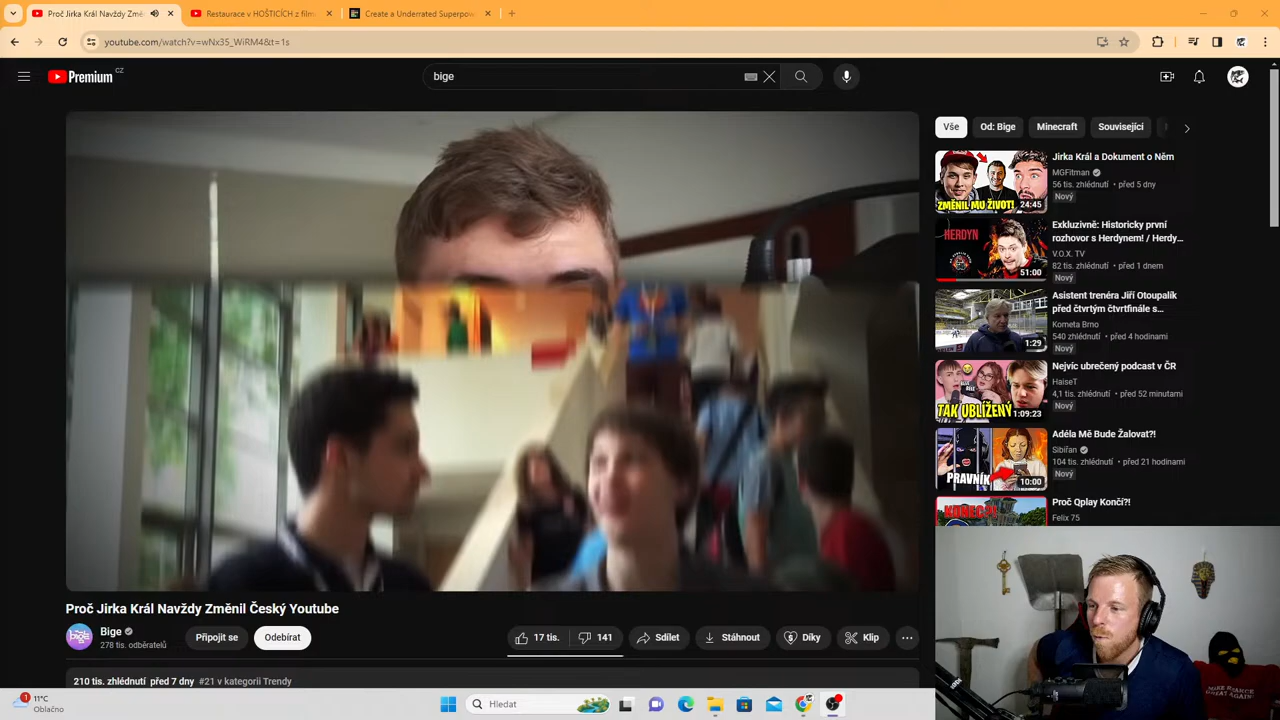 Proč Jirka Král Navždy Změ
Restaurace v HOŠTICÍCH z film
Create a Underrated Superpow
youtube.com/watch?v=wNx35_WiRM4&t=1s
Premium CZ
bige
Vše
Od: Bige
Minecraft
Související
ZMĚNIL MU ŽIVOT!
24:45
Jirka Král a Dokument o Něm
MGFitman
56 tis. zhlédnutí • před 5 dny
Nový
HERDYN
51:00
Exkluzivně: Historicky první
rozhovor s Herdynem! / Herdy...
V.O.X. TV
82 tis. zhlédnutí • před 1 dnem
Nový
1:29
Asistent trenéra Jiří Otoupalík
před čtvrtým čtvrtfinále s...
Kometa Brno
540 zhlédnutí • před 4 hodinami
Nový
TAK UBLÍŽENÝ
1:09:23
Nejvíc ubrečený podcast v ČR
HaiseT
4,1 tis. zhlédnutí • před 52 minutami
Nový
PRAVNÍK
10:00
Adéla Mě Bude Žalovat?!
Sibiřan
104 tis. zhlédnutí • před 21 hodinami
Nový
KONEC?!
Proč Qplay Končí?!
Felix 75
Proč Jirka Král Navždy Změnil Český Youtube
Bige
278 tis. odběratelů
Připojit se
Odebírat
17 tis.
141
Sdílet
Stáhnout
Díky
Klip
210 tis. zhlédnutí před 7 dny #21 v kategorii Trendy
1
11°C
Oblačno
Hledat